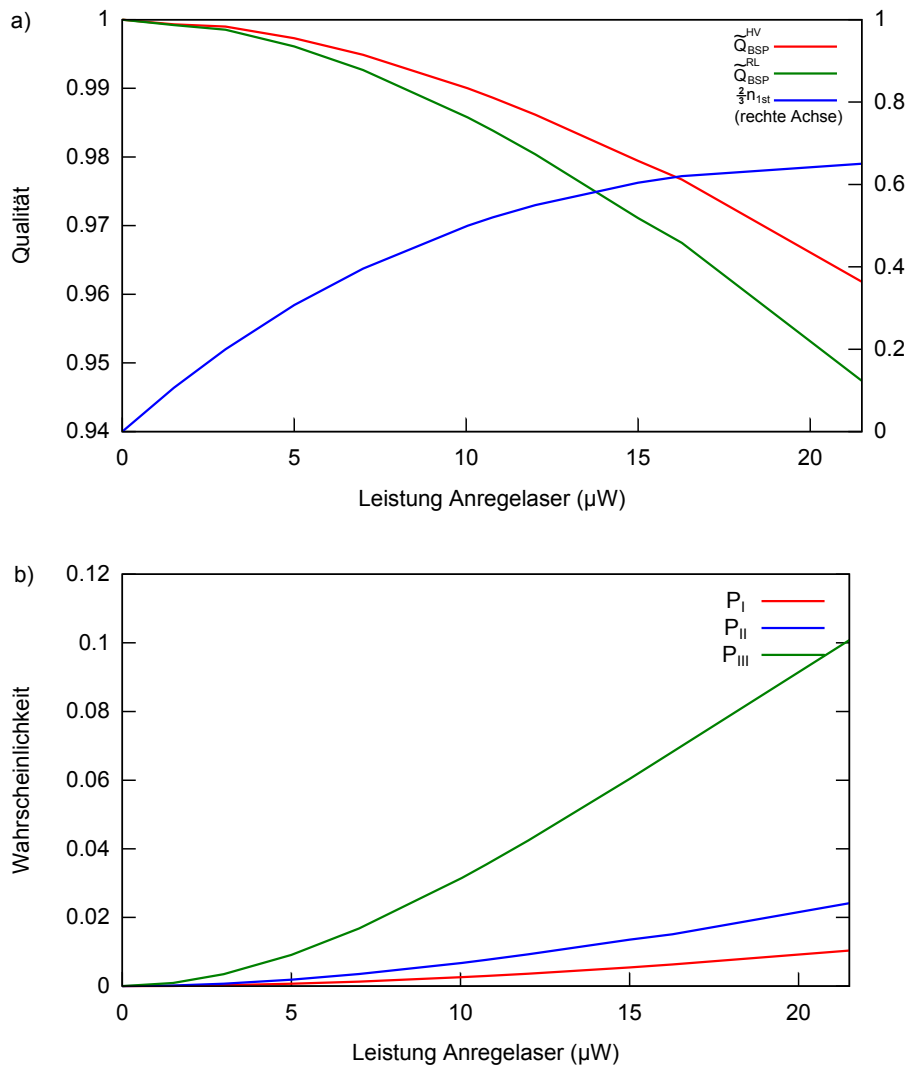 a)
1
0.99
0.98
0.97
0.96
0.95
0.94
Qualität
1
0.8
0.6
0.4
0.2
0
Q̃BSP^HV
Q̃BSP^RL
⅔n1st
(rechte Achse)
0 5 10 15 20
Leistung Anregelaser (µW)
b)
0.12
0.1
0.08
0.06
0.04
0.02
0
Wahrscheinlichkeit
PI
PII
PIII
0 5 10 15 20
Leistung Anregelaser (µW)